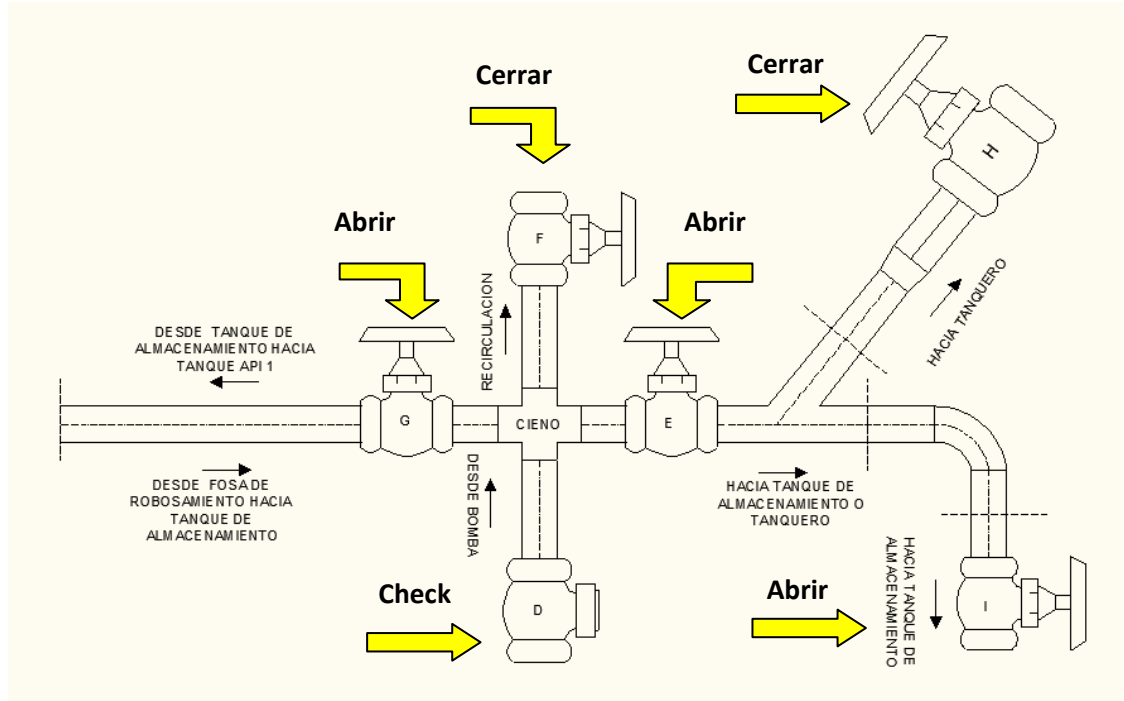 Cerrar
Cerrar
Abrir
Abrir
F
H
RECIRCULACION
HACIA TANQUERO
DESDE TANQUE DE
ALMACENAMIENTO HACIA
TANQUE API 1
G
CIENO
E
DESDE FOSA DE
ROBOSAMIENTO HACIA
TANQUE DE
ALMACENAMIENTO
DESDE BOMBA
HACIA TANQUE DE
ALMACENAMIENTO O
TANQUERO
HACIA TANQUE DE
ALMACENAMIENTO
Check
D
Abrir
I